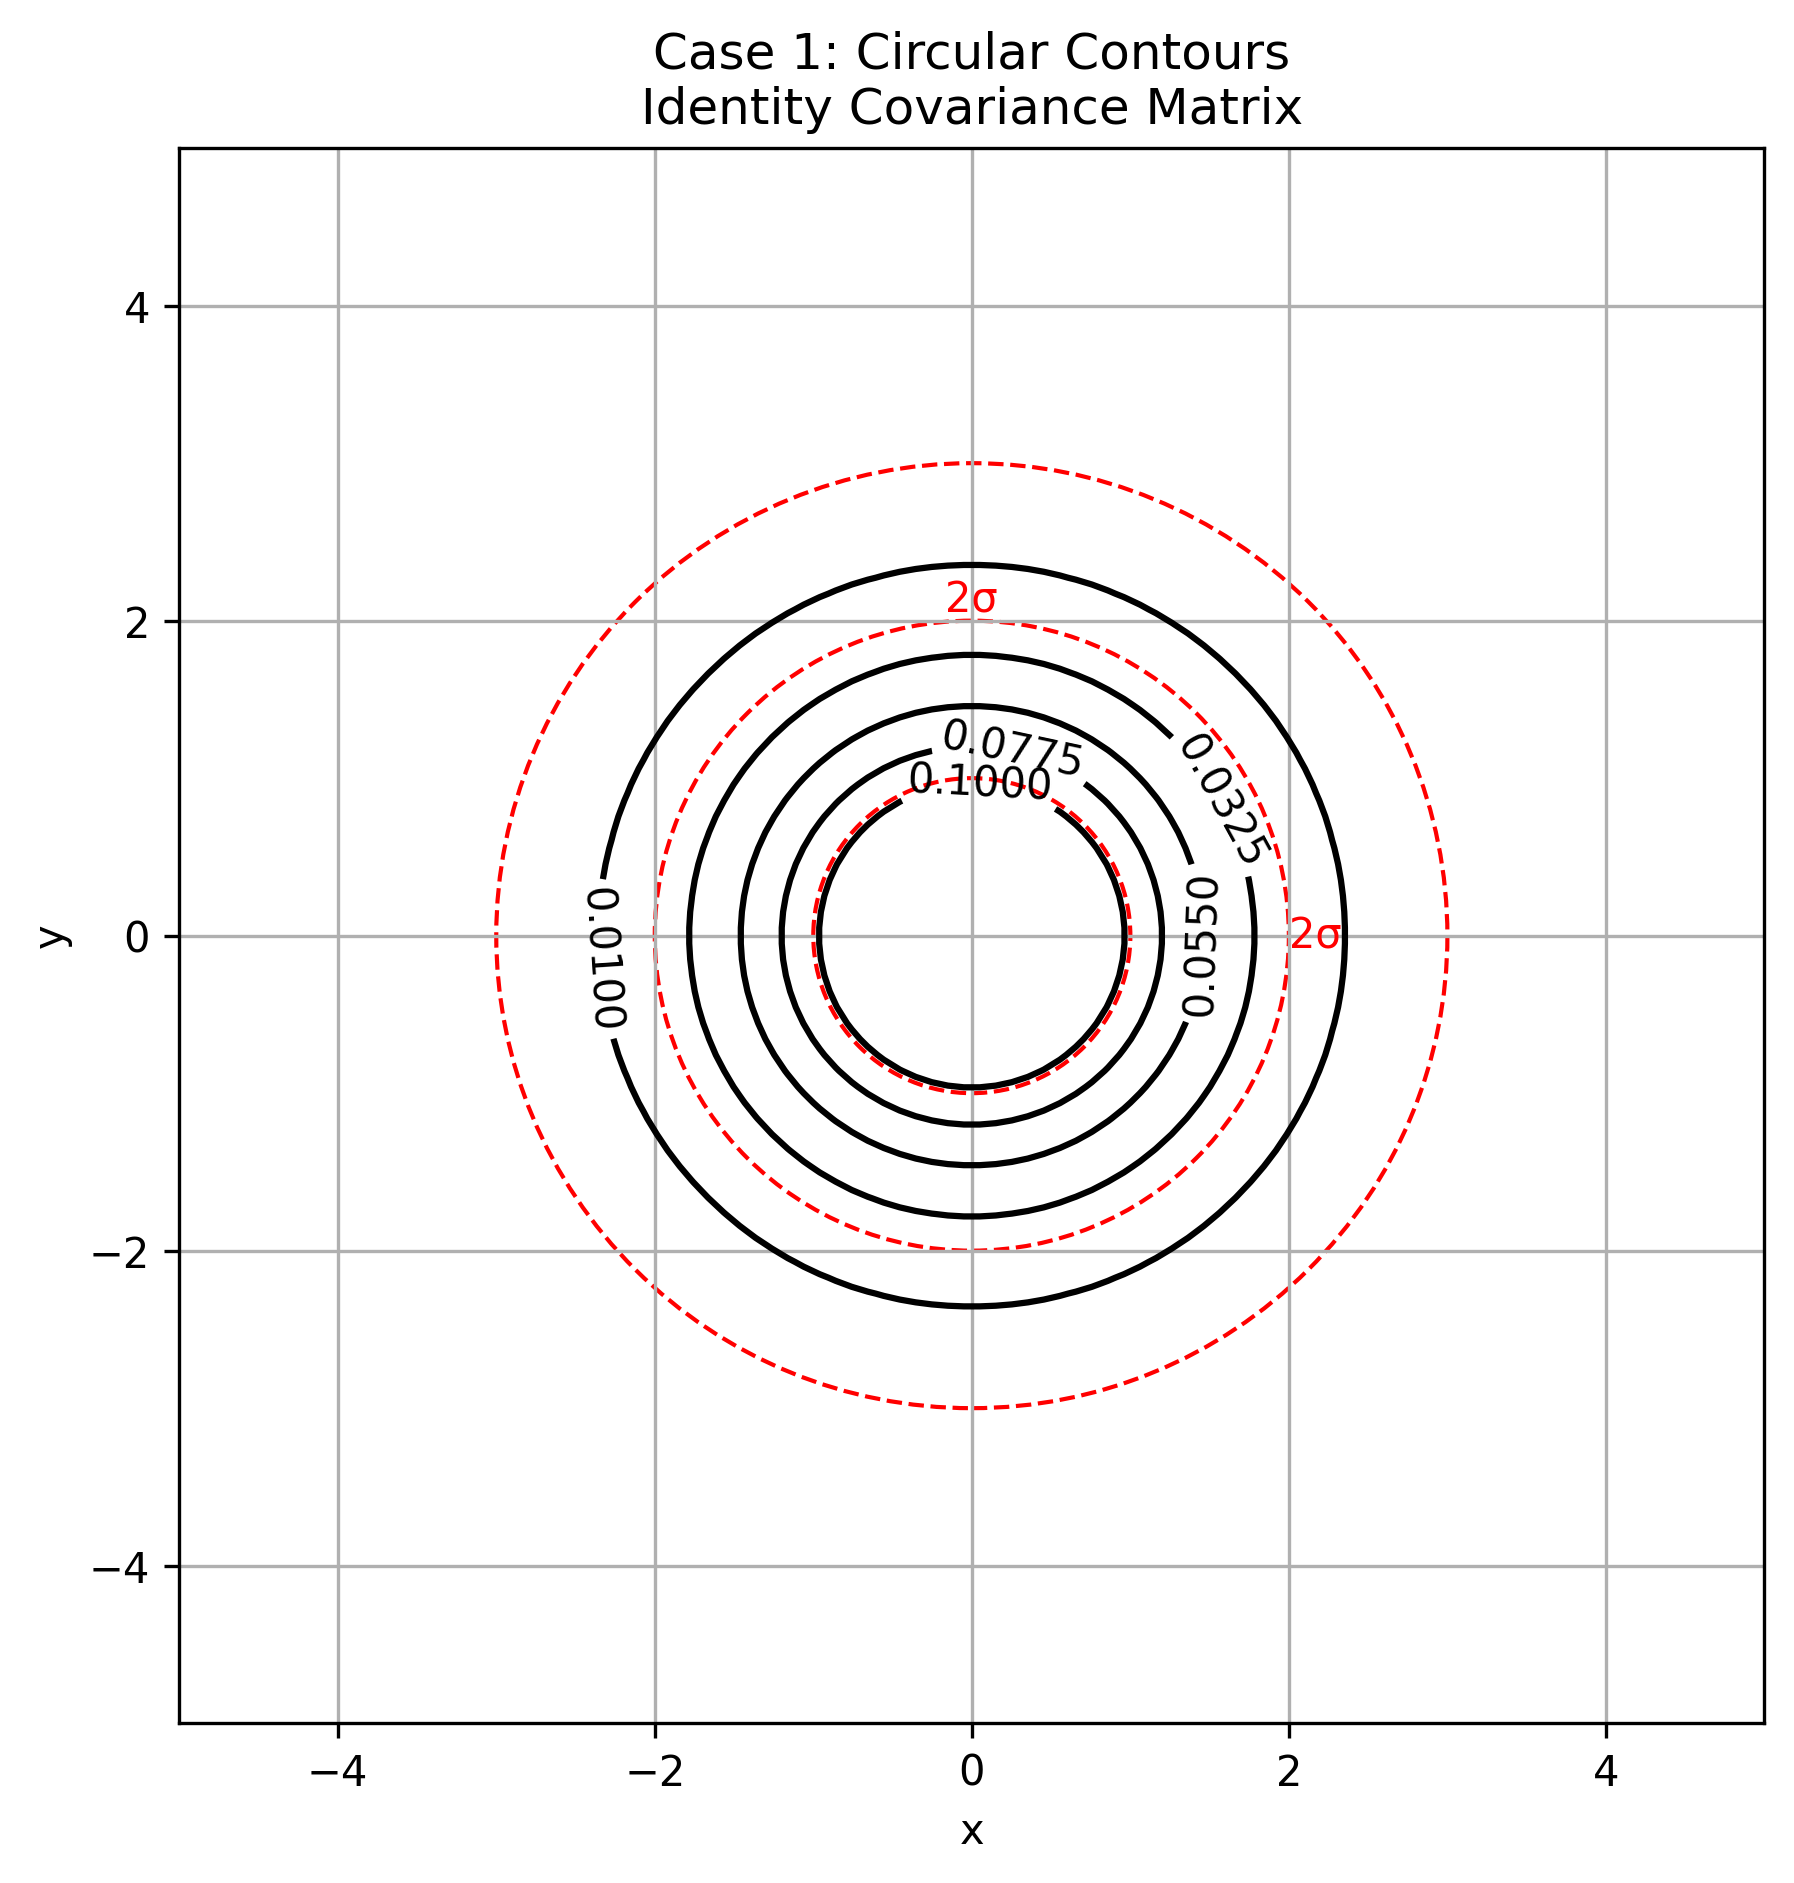 Case 1: Circular Contours
Identity Covariance Matrix
y
4
2
0
−2
−4
2σ
0.0775
0.1000
0.0325
0.0550
0.0100
2σ
−4
−2
0
2
4
x